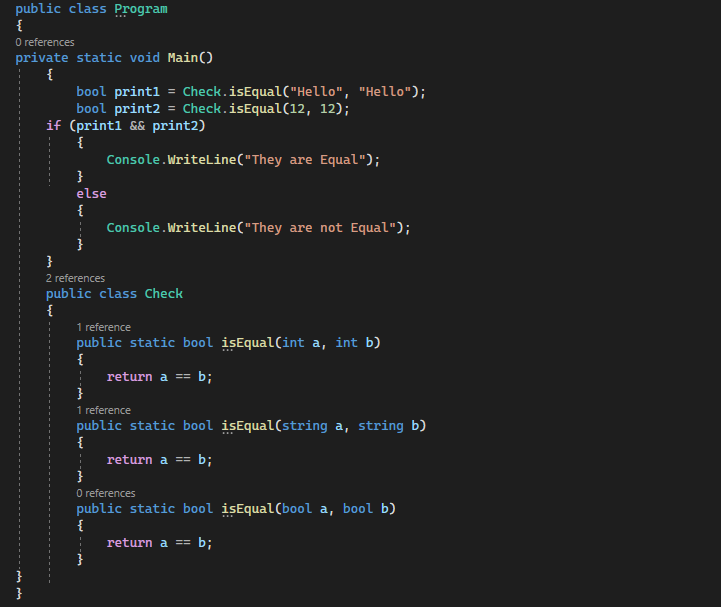 public class Program
{
0 references
private static void Main()
{
bool print1 = Check.isEqual("Hello", "Hello");
bool print2 = Check.isEqual(12, 12);
if (print1 && print2)
{
Console.WriteLine("They are Equal");
}
else
{
Console.WriteLine("They are not Equal");
}
}
2 references
public class Check
{
1 reference
public static bool isEqual(int a, int b)
{
return a == b;
}
1 reference
public static bool isEqual(string a, string b)
{
return a == b;
}
0 references
public static bool isEqual(bool a, bool b)
{
return a == b;
}
}
}